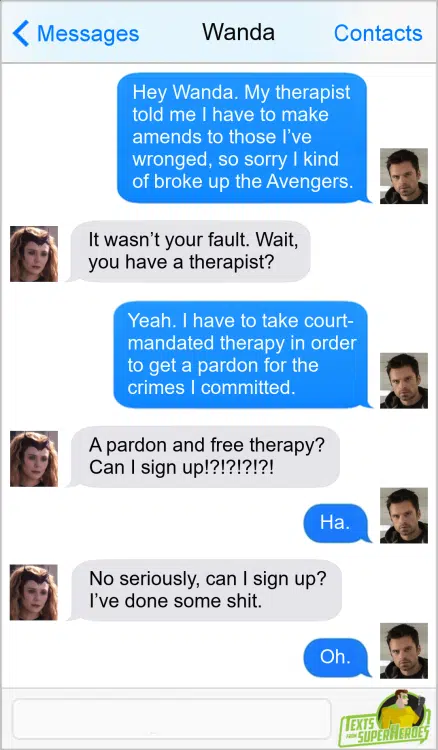 Messages
Wanda
Contacts
Hey Wanda. My therapist
told me I have to make
amends to those I’ve
wronged, so sorry I kind
of broke up the Avengers.
It wasn’t your fault. Wait,
you have a therapist?
Yeah. I have to take court-
mandated therapy in order
to get a pardon for the
crimes I committed.
A pardon and free therapy?
Can I sign up!?!?!?!?!
Ha.
No seriously, can I sign up?
I’ve done some shit.
Oh.
TEXTS
FROM SUPERHEROES